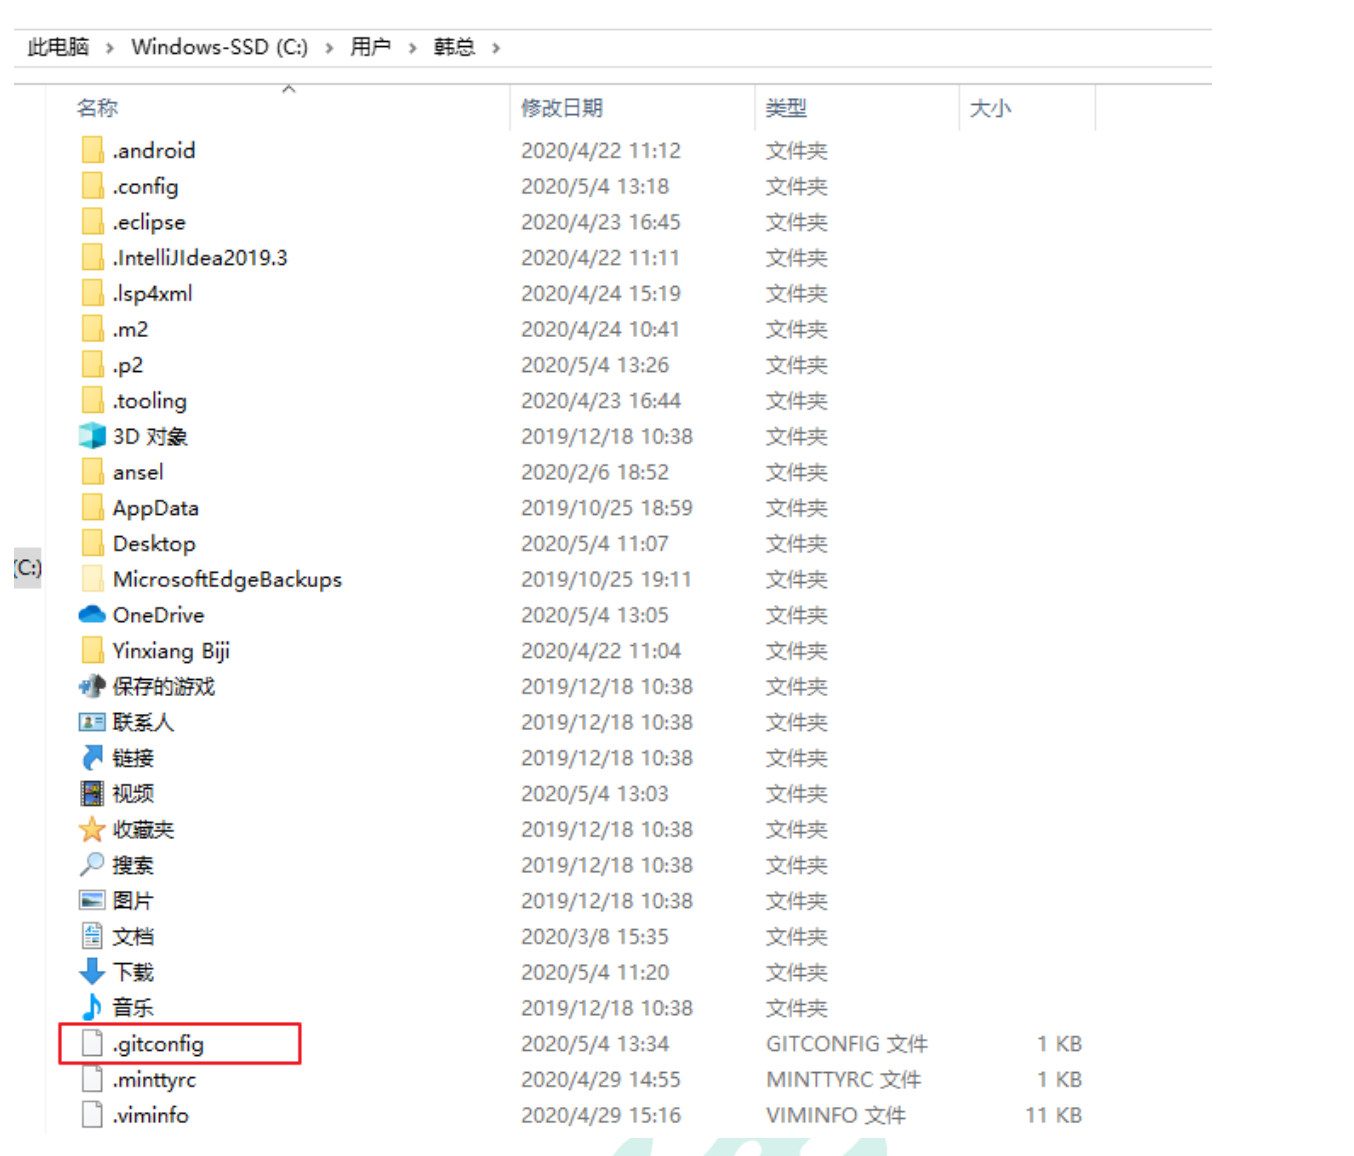 此电脑 › Windows-SSD (C:) › 用户 › 韩总 ›
名称 修改日期 类型 大小
.android 2020/4/22 11:12 文件夹
.config 2020/5/4 13:18 文件夹
.eclipse 2020/4/23 16:45 文件夹
.IntelliJIdea2019.3 2020/4/22 11:11 文件夹
.lsp4xml 2020/4/24 15:19 文件夹
.m2 2020/4/24 10:41 文件夹
.p2 2020/5/4 13:26 文件夹
.tooling 2020/4/23 16:44 文件夹
3D 对象 2019/12/18 10:38 文件夹
ansel 2020/2/6 18:52 文件夹
AppData 2019/10/25 18:59 文件夹
Desktop 2020/5/4 11:07 文件夹
(C:)
MicrosoftEdgeBackups 2019/10/25 19:11 文件夹
OneDrive 2020/5/4 13:05 文件夹
Yinxiang Biji 2020/4/22 11:04 文件夹
保存的游戏 2019/12/18 10:38 文件夹
联系人 2019/12/18 10:38 文件夹
链接 2019/12/18 10:38 文件夹
视频 2020/5/4 13:03 文件夹
收藏夹 2019/12/18 10:38 文件夹
搜索 2019/12/18 10:38 文件夹
图片 2019/12/18 10:38 文件夹
文档 2020/3/8 15:35 文件夹
下载 2020/5/4 11:20 文件夹
音乐 2019/12/18 10:38 文件夹
.gitconfig 2020/5/4 13:34 GITCONFIG 文件 1 KB
.minttyrc 2020/4/29 14:55 MINTTYRC 文件 1 KB
.viminfo 2020/4/29 15:16 VIMINFO 文件 11 KB